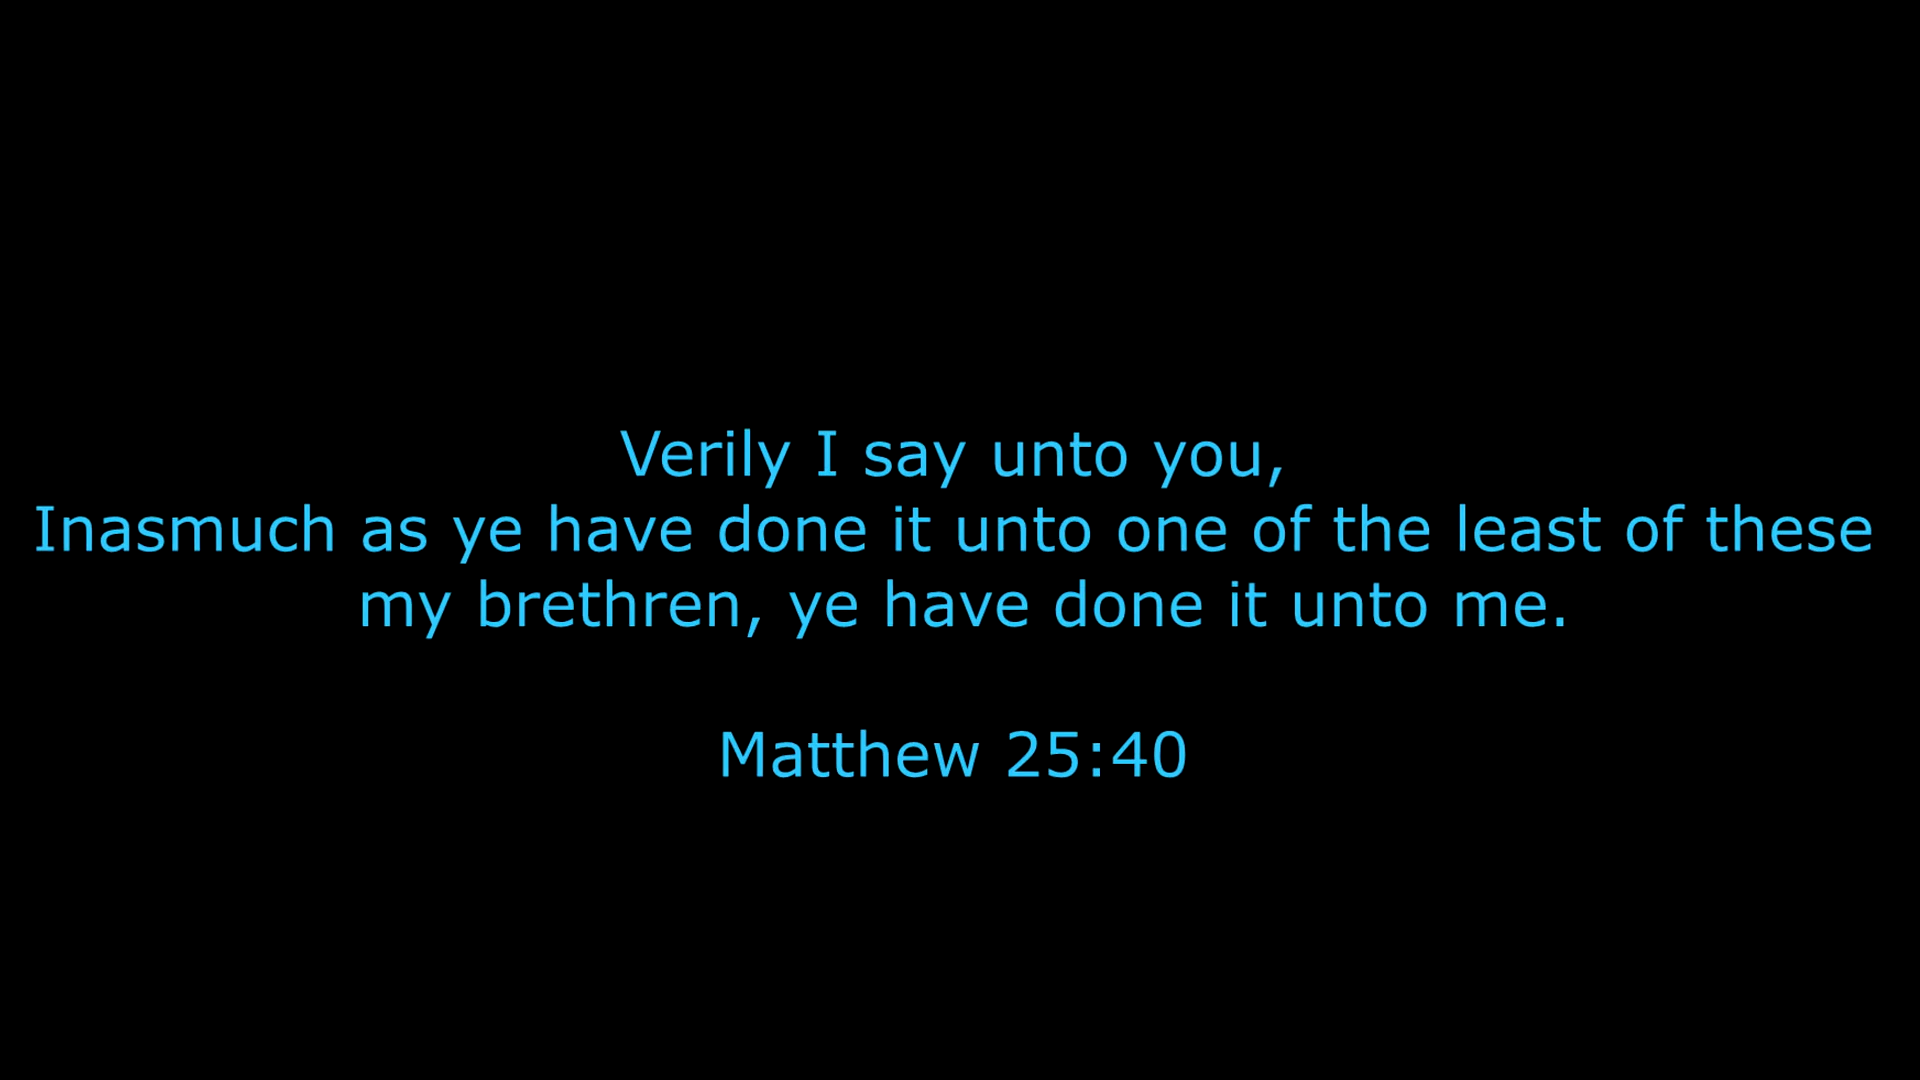 Verily I say unto you,
Inasmuch as ye have done it unto one of the least of these
my brethren, ye have done it unto me.
Matthew 25:40